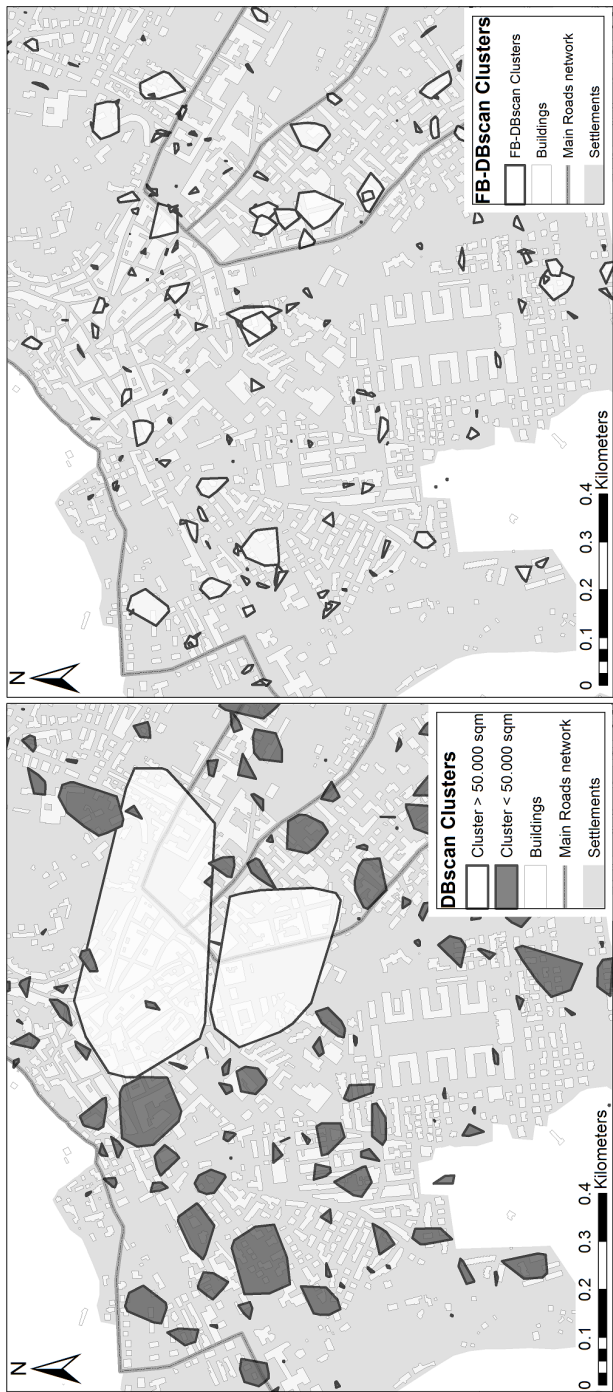 N
DBscan Clusters
Cluster > 50.000 sqm
Cluster < 50.000 sqm
Buildings
Main Roads network
Settlements
0 0.1 0.2 0.3 0.4
Kilometers
N
FB-DBscan Clusters
FB-DBscan Clusters
Buildings
Main Roads network
Settlements
0 0.1 0.2 0.3 0.4
Kilometers